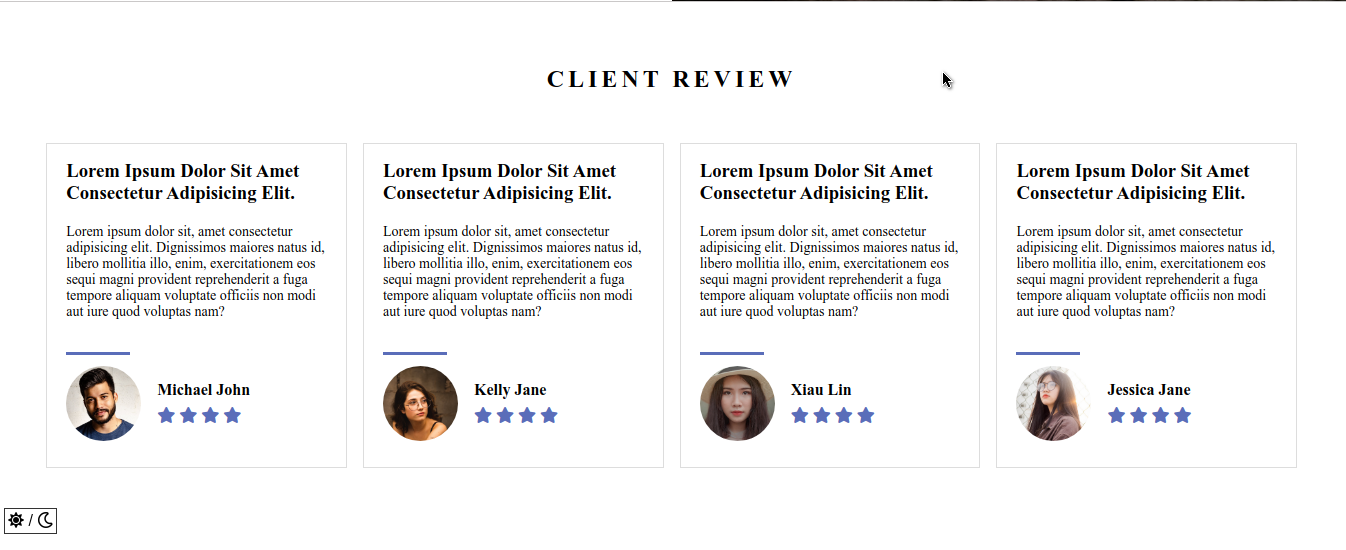 CLIENT REVIEW
Lorem Ipsum Dolor Sit Amet
Consectetur Adipisicing Elit.
Lorem ipsum dolor sit, amet consectetur
adipisicing elit. Dignissimos maiores natus id,
libero mollitia illo, enim, exercitationem eos
sequi magni provident reprehenderit a fuga
tempore aliquam voluptate officiis non modi
aut iure quod voluptas nam?
Michael John
Lorem Ipsum Dolor Sit Amet
Consectetur Adipisicing Elit.
Lorem ipsum dolor sit, amet consectetur
adipisicing elit. Dignissimos maiores natus id,
libero mollitia illo, enim, exercitationem eos
sequi magni provident reprehenderit a fuga
tempore aliquam voluptate officiis non modi
aut iure quod voluptas nam?
Kelly Jane
Lorem Ipsum Dolor Sit Amet
Consectetur Adipisicing Elit.
Lorem ipsum dolor sit, amet consectetur
adipisicing elit. Dignissimos maiores natus id,
libero mollitia illo, enim, exercitationem eos
sequi magni provident reprehenderit a fuga
tempore aliquam voluptate officiis non modi
aut iure quod voluptas nam?
Xiau Lin
Lorem Ipsum Dolor Sit Amet
Consectetur Adipisicing Elit.
Lorem ipsum dolor sit, amet consectetur
adipisicing elit. Dignissimos maiores natus id,
libero mollitia illo, enim, exercitationem eos
sequi magni provident reprehenderit a fuga
tempore aliquam voluptate officiis non modi
aut iure quod voluptas nam?
Jessica Jane
/